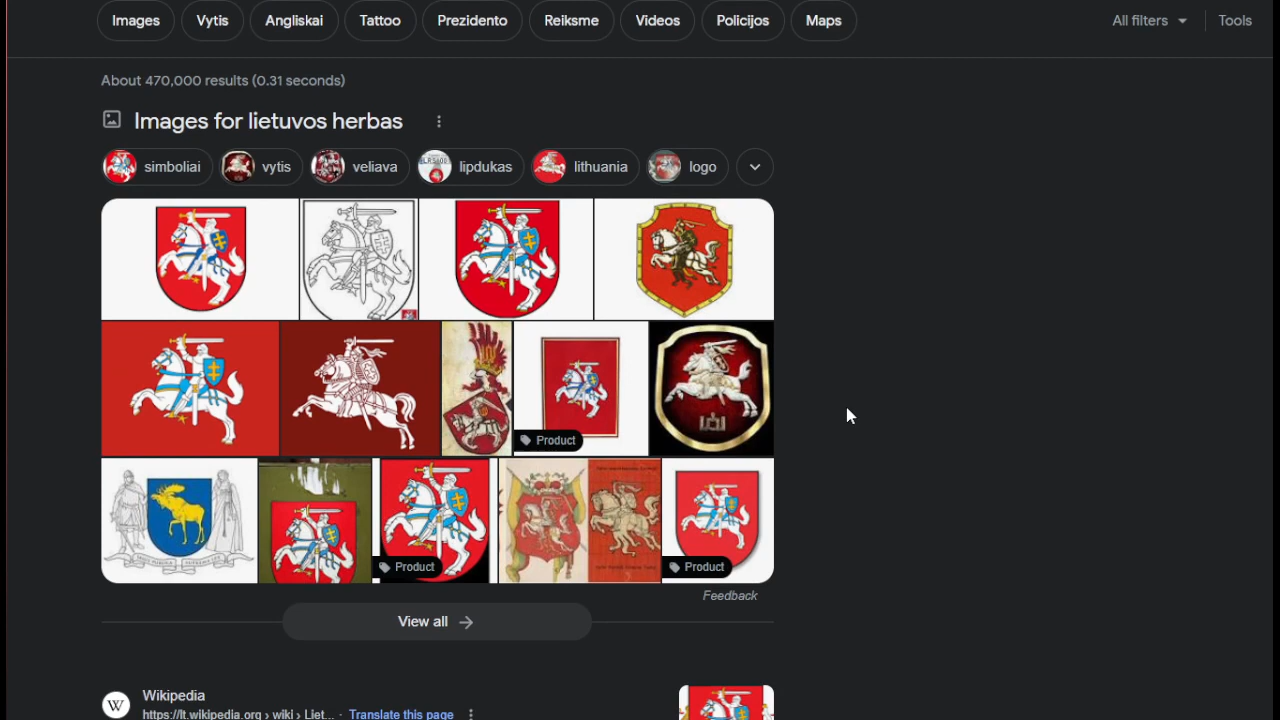 Images Vytis Angliskai Tattoo Prezidento Reiksme Videos Policijos Maps All filters Tools
About 470,000 results (0.31 seconds)
Images for lietuvos herbas
simboliai vytis veliava lipdukas lithuania logo
Product
Product Product
Feedback
View all
W Wikipedia
https://lt.wikipedia.org › wiki › Liet... · Translate this page